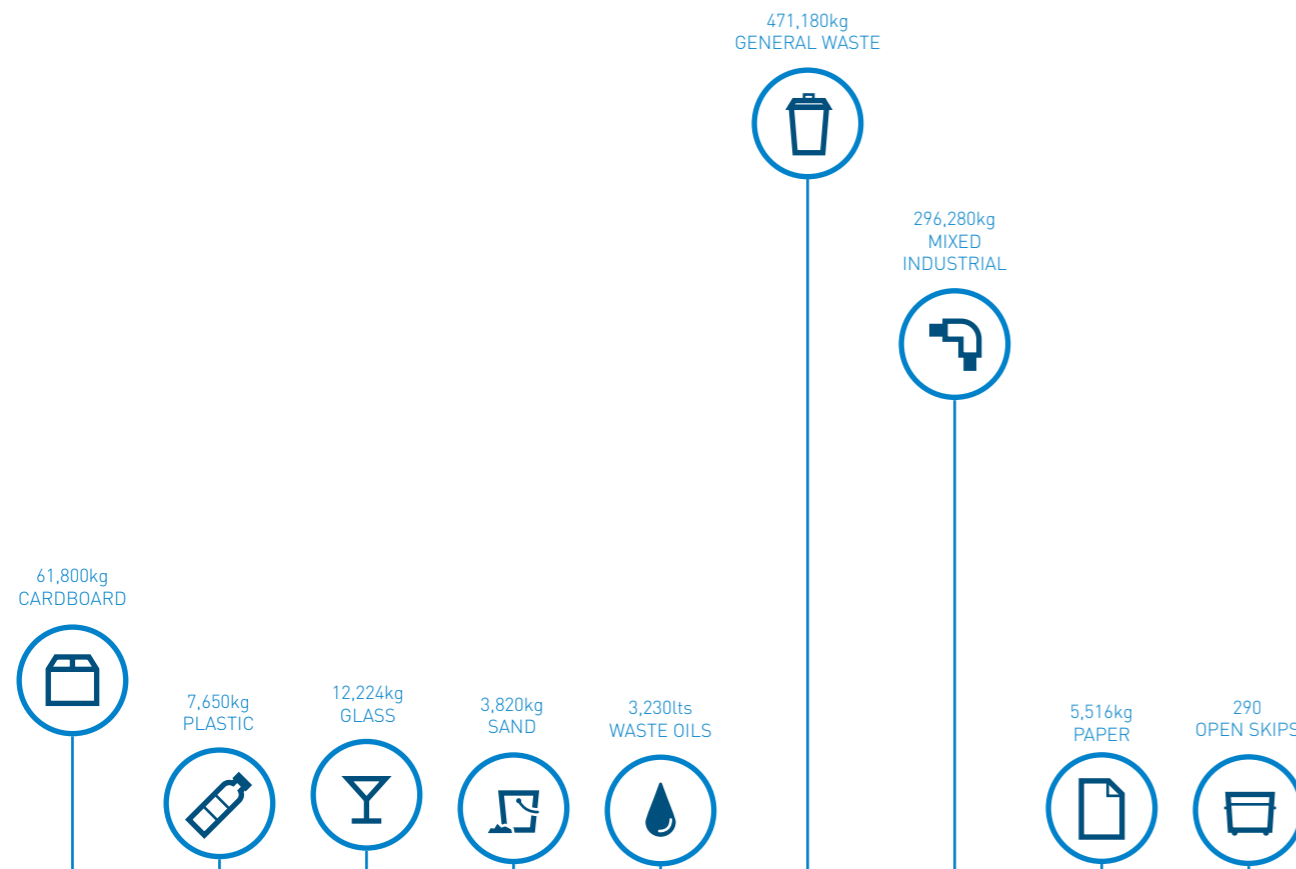 471,180kg
GENERAL WASTE
296,280kg
MIXED
INDUSTRIAL
61,800kg
CARDBOARD
7,650kg
PLASTIC
12,224kg
GLASS
3,820kg
SAND
3,230lts
WASTE OILS
5,516kg
PAPER
290
OPEN SKIPS